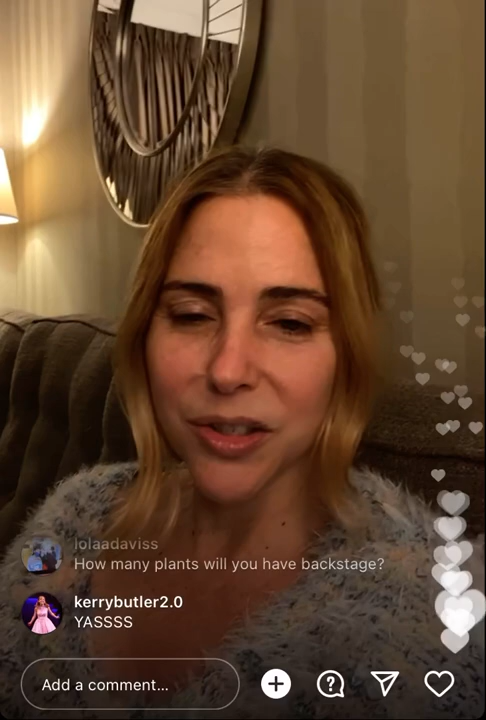 lolaadaviss
How many plants will you have backstage?
kerrybutler2.0
YASSSS
Add a comment...